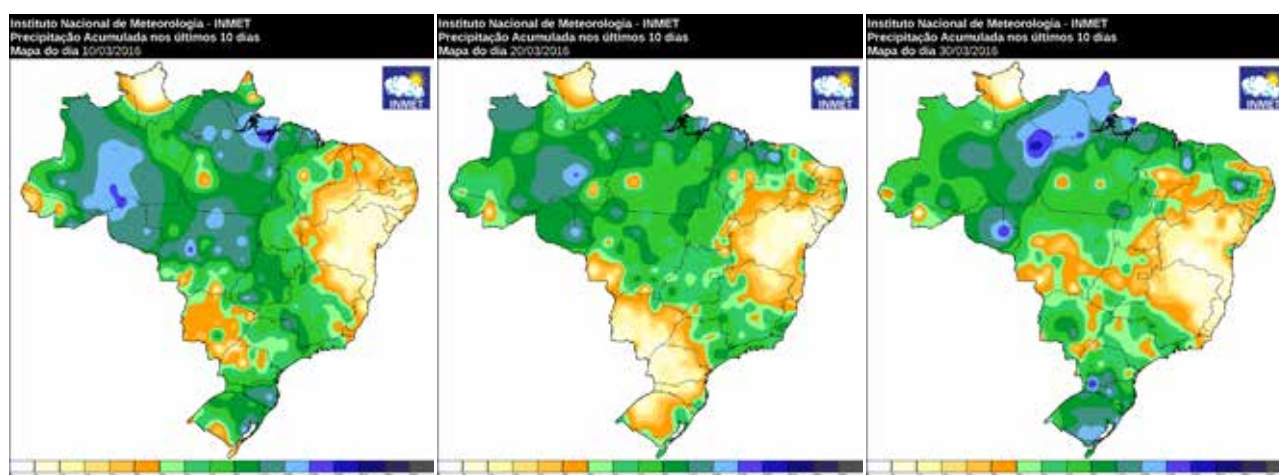 Instituto Nacional de Meteorologia - INMET
Precipitação Acumulada nos últimos 10 dias
Mapa do dia 10/03/2016
INMET
Instituto Nacional de Meteorologia - INMET
Precipitação Acumulada nos últimos 10 dias
Mapa do dia 20/03/2016
INMET
Instituto Nacional de Meteorologia - INMET
Precipitação Acumulada nos últimos 10 dias
Mapa do dia 30/03/2016
INMET